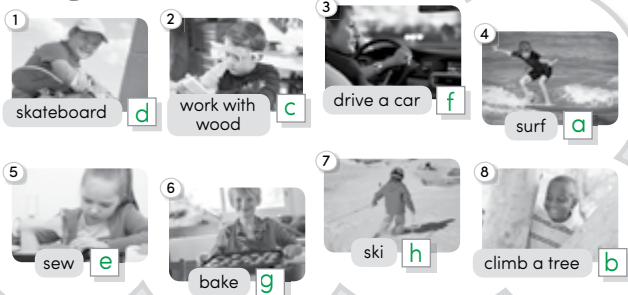 1
skateboard d
2
work with
wood c
3
drive a car f
4
surf a
5
sew e
6
bake g
7
ski h
8
climb a tree b